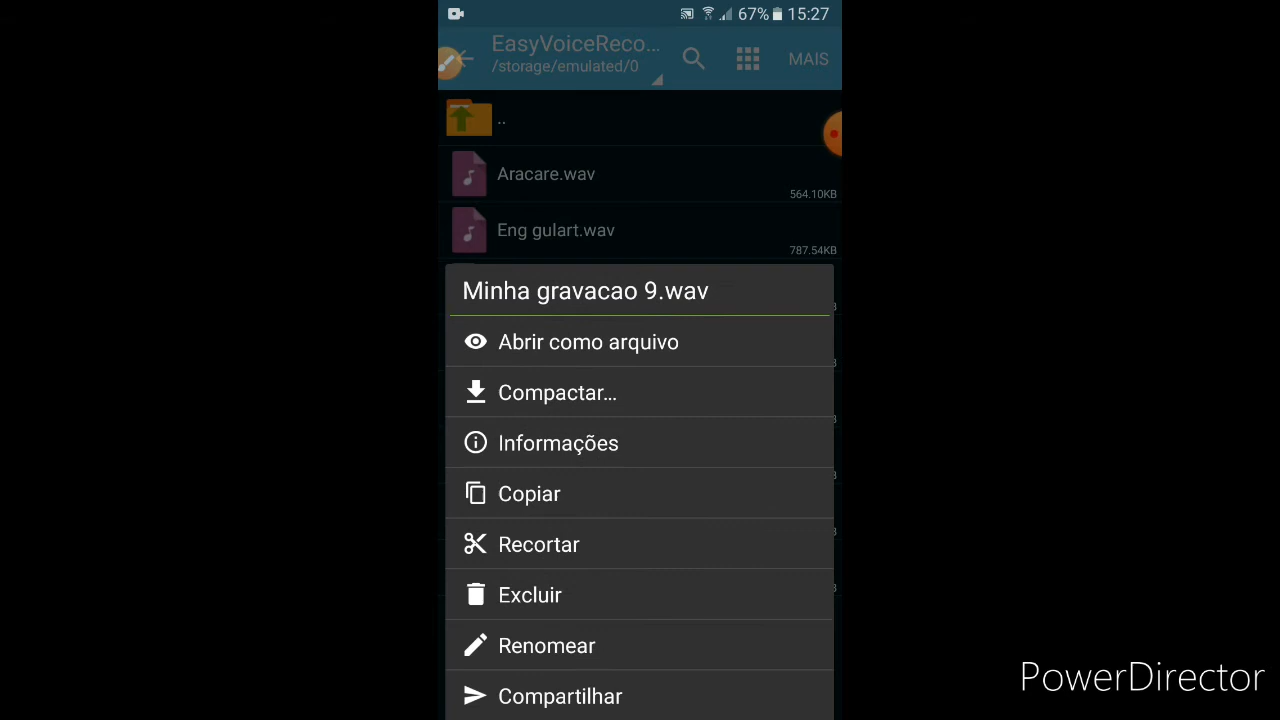 67% 15:27
EasyVoiceReco...
/storage/emulated/0
MAIS
..
Aracare.wav
564.10KB
Eng gulart.wav
787.54KB
Minha gravacao 9.wav
Abrir como arquivo
Compactar...
Informações
Copiar
Recortar
Excluir
Renomear
Compartilhar
PowerDirector